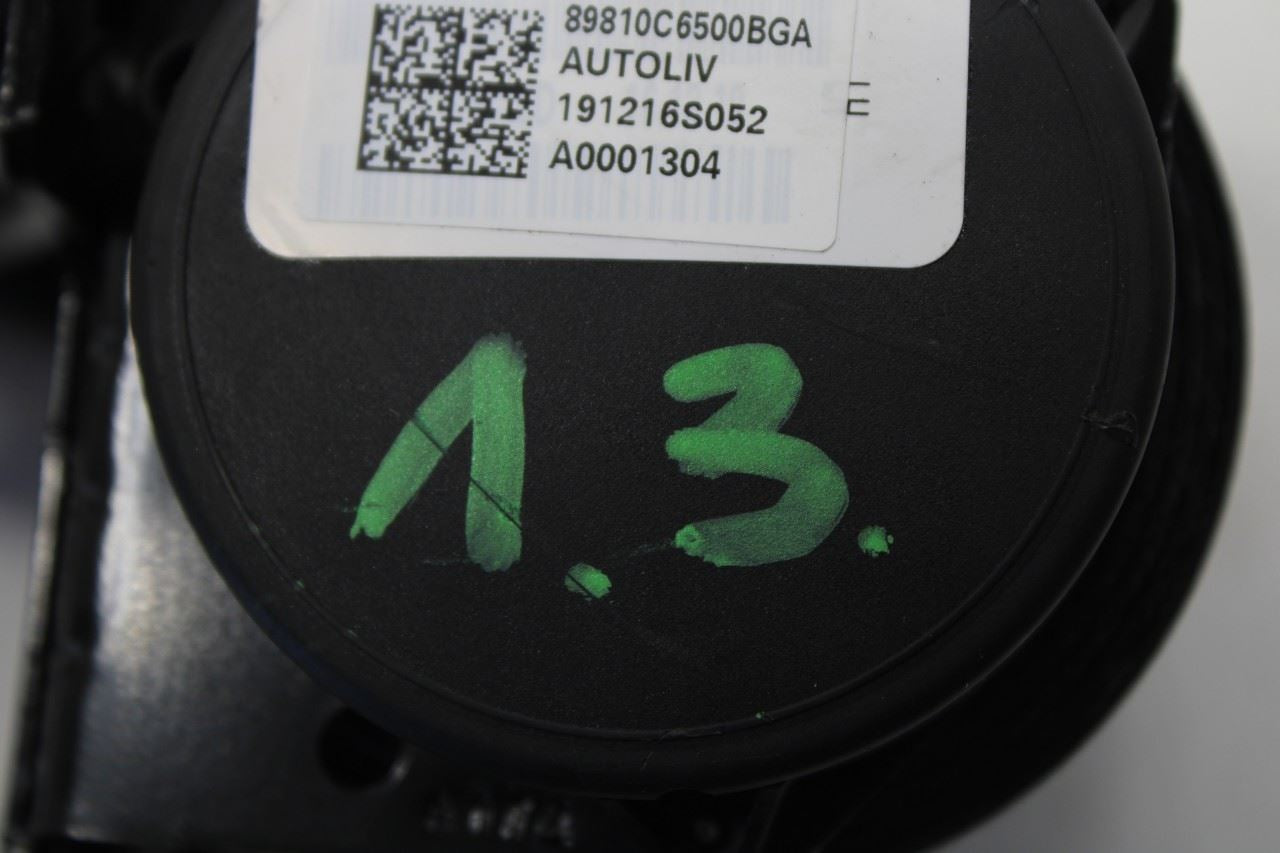 89810C6500BGA
AUTOLIV
191216S052
A0001304
1.3.